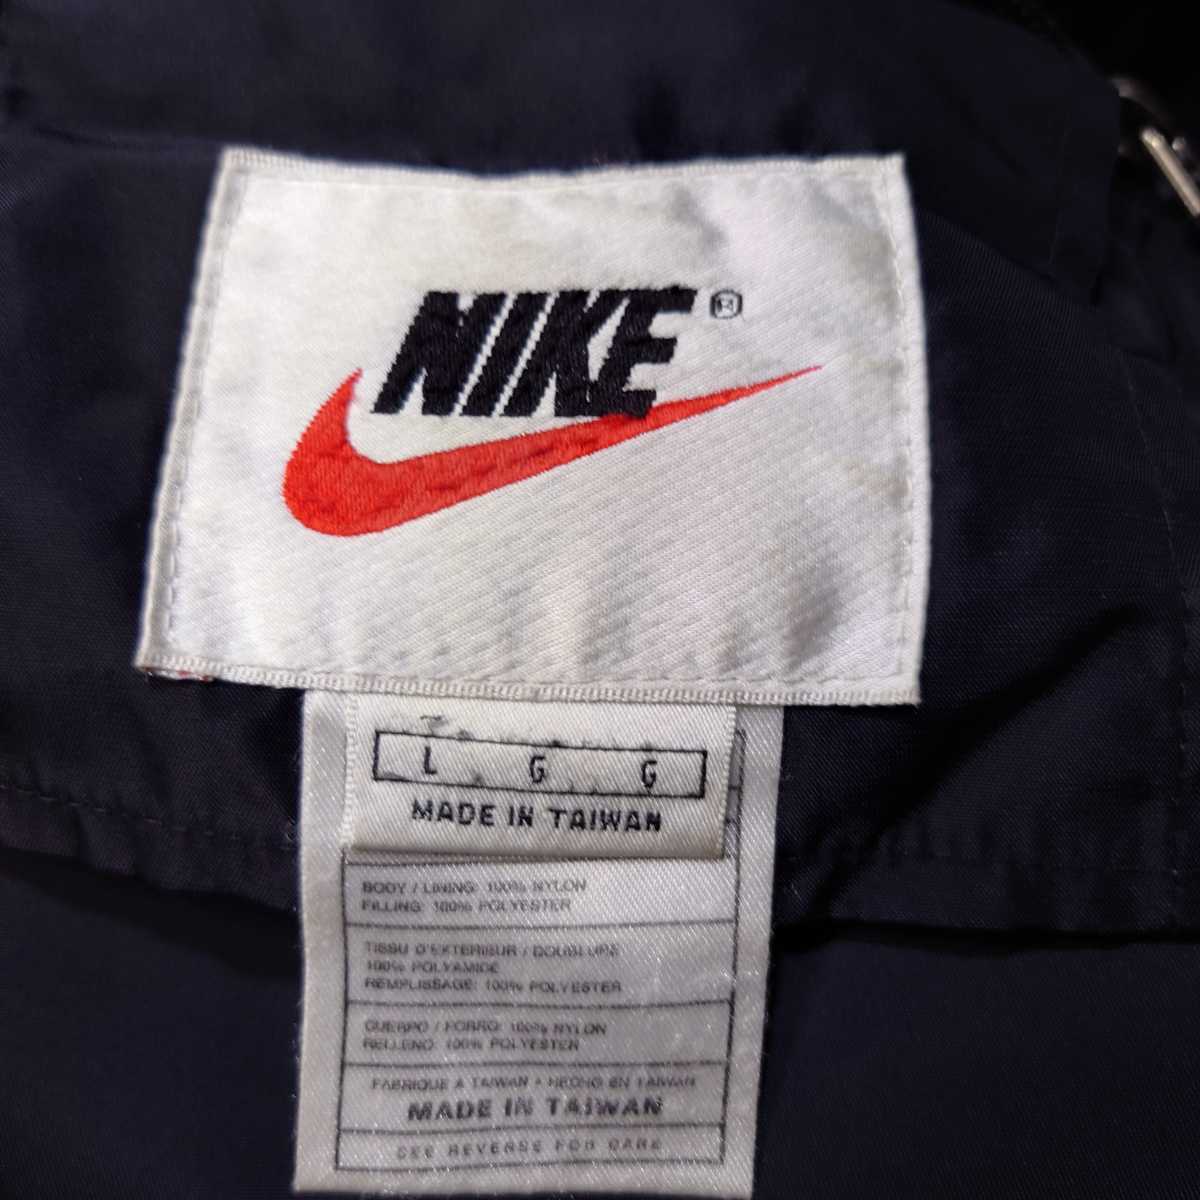 NIKE®
L G G
MADE IN TAIWAN
BODY / LINING: 100% NYLON
FILLING: 100% POLYESTER
TISSU D'EXTERIEUR / DOUBLURE
100% POLYAMIDE
REMPLISSAGE: 100% POLYESTER
CUERPO / FORRO: 100% NYLON
RELLENO: 100% POLYESTER
FABRIQUE A TAIWAN • HECHO EN TAIWAN
MADE IN TAIWAN
SEE REVERSE FOR CARE